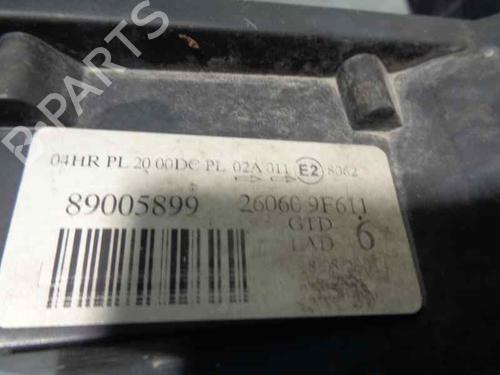 B-PARTS
04HR PL 20 00DC PL 02A 011 E2 8062
89005899 26060 9F611
GTD
LAD 6